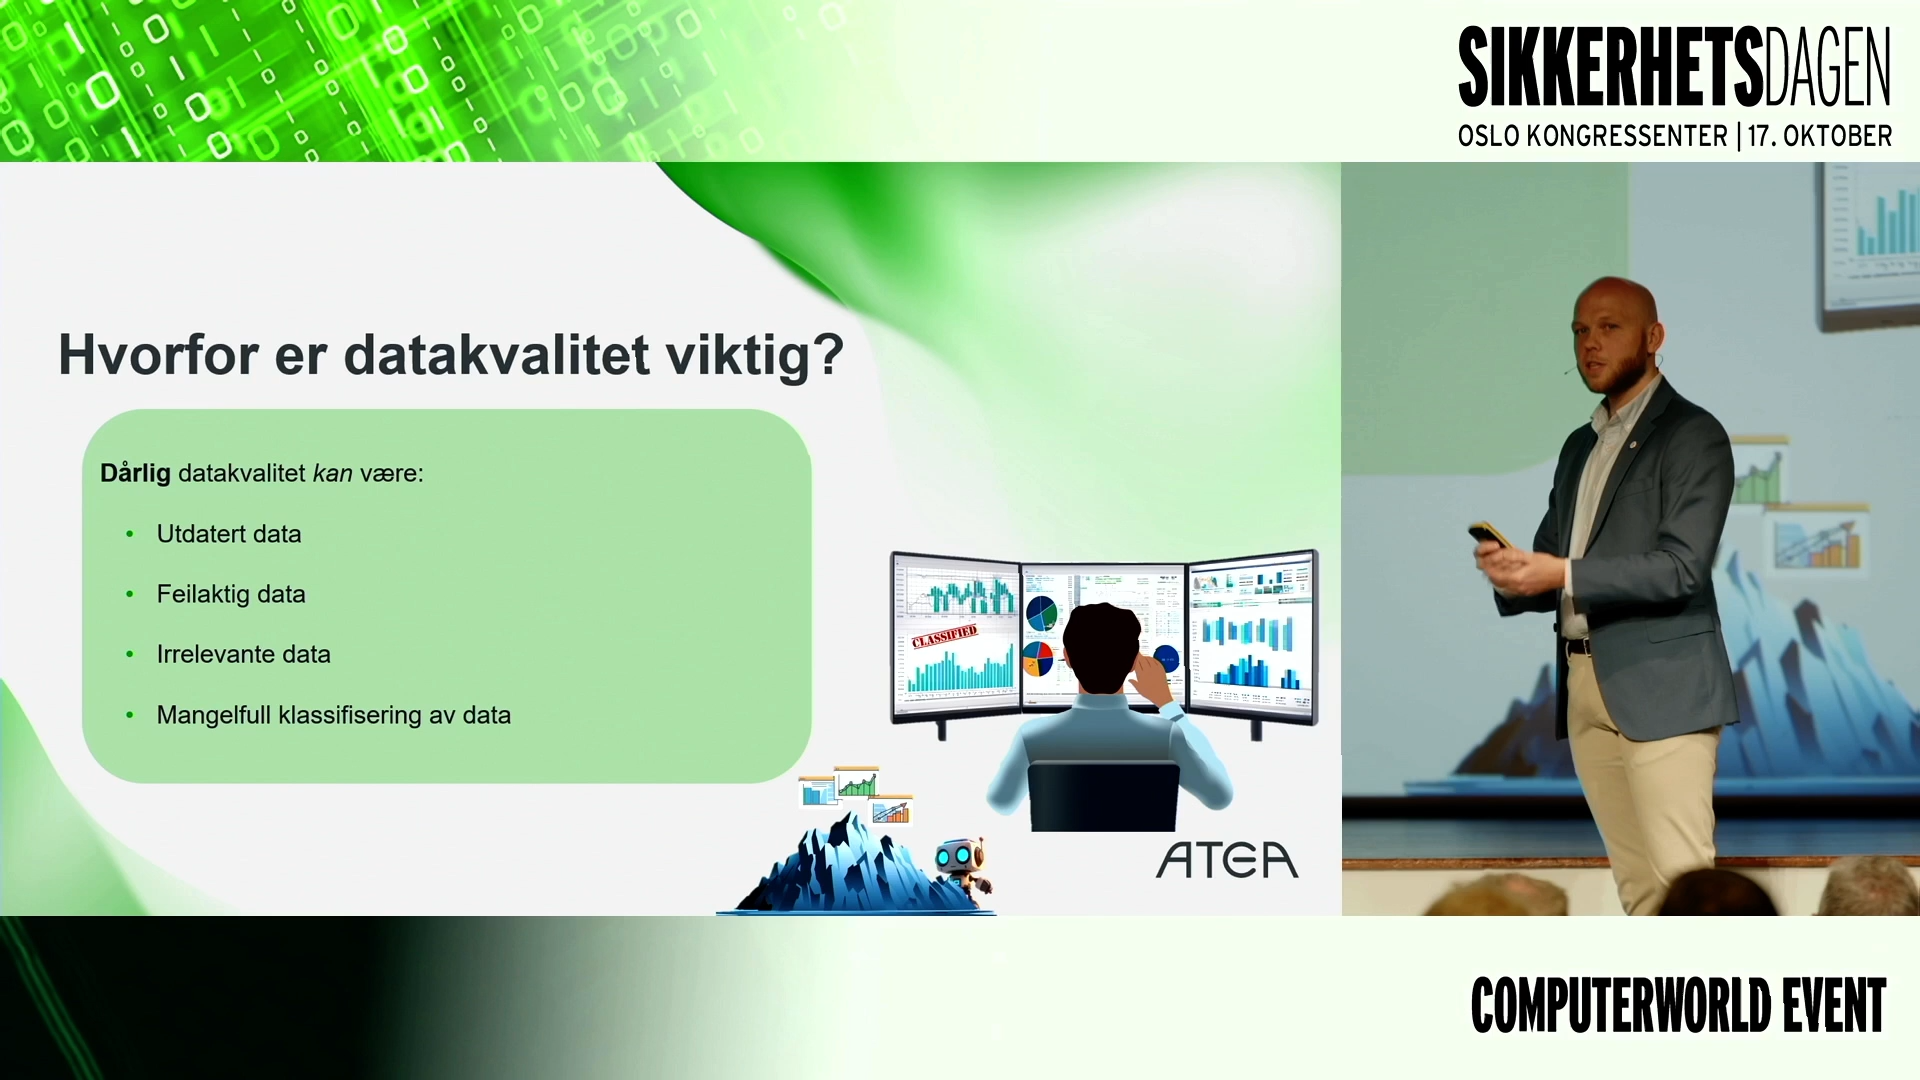 SIKKERHETSDAGEN
OSLO KONGRESSENTER | 17. OKTOBER
Hvorfor er datakvalitet viktig?
Dårlig datakvalitet kan være:
• Utdatert data
• Feilaktig data
• Irrelevante data
• Mangelfull klassifisering av data
CLASSIFIED
ATEA
COMPUTERWORLD EVENT